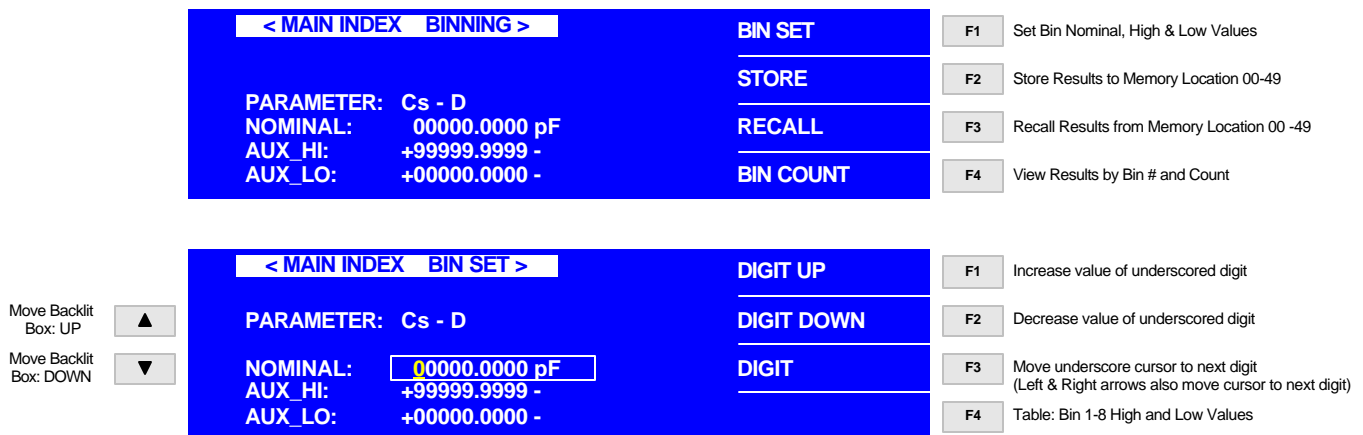 < MAIN INDEX BINNING >
PARAMETER: Cs - D
NOMINAL: 00000.0000 pF
AUX_HI: +99999.9999 -
AUX_LO: +00000.0000 -
BIN SET
STORE
RECALL
BIN COUNT
F1 Set Bin Nominal, High & Low Values
F2 Store Results to Memory Location 00-49
F3 Recall Results from Memory Location 00 -49
F4 View Results by Bin # and Count
Move Backlit
Box: UP
▲
Move Backlit
Box: DOWN
▼
< MAIN INDEX BIN SET >
PARAMETER: Cs - D
NOMINAL: 00000.0000 pF
AUX_HI: +99999.9999 -
AUX_LO: +00000.0000 -
DIGIT UP
DIGIT DOWN
DIGIT
F1 Increase value of underscored digit
F2 Decrease value of underscored digit
F3 Move underscore cursor to next digit
(Left & Right arrows also move cursor to next digit)
F4 Table: Bin 1-8 High and Low Values